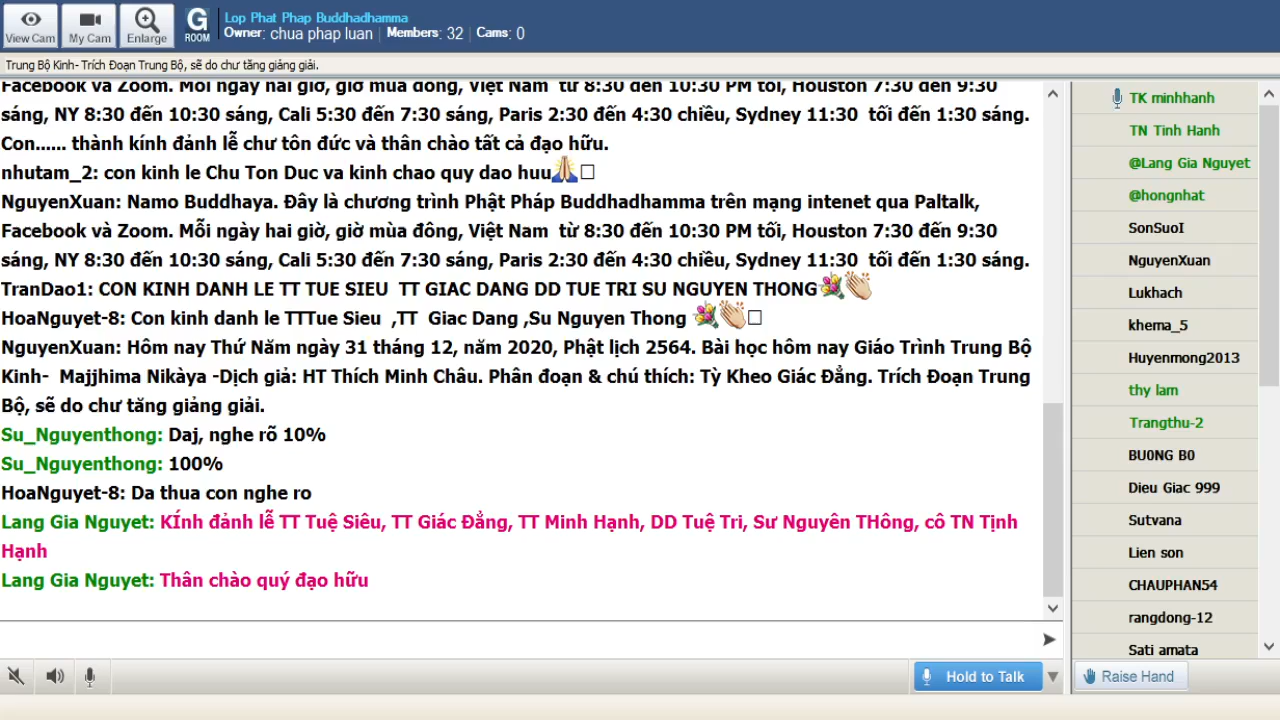 View Cam
My Cam
Enlarge
G
ROOM
Lop Phat Phap Buddhadhamma
Owner: chua phap luan | Members: 32 | Cams: 0
Trung Bộ Kinh- Trích Đoạn Trung Bộ, sẽ do chư tăng giảng giải.
Facebook và Zoom. Mỗi ngày hai giờ, giờ mùa đông, Việt Nam từ 8:30 đến 10:30 PM tối, Houston 7:30 đến 9:30
sáng, NY 8:30 đến 10:30 sáng, Cali 5:30 đến 7:30 sáng, Paris 2:30 đến 4:30 chiều, Sydney 11:30 tối đến 1:30 sáng.
Con...... thành kính đảnh lễ chư tôn đức và thân chào tất cả đạo hữu.
nhutam_2: con kinh le Chu Ton Duc va kinh chao quy dao huu
NguyenXuan: Namo Buddhaya. Đây là chương trình Phật Pháp Buddhadhamma trên mạng intenet qua Paltalk,
Facebook và Zoom. Mỗi ngày hai giờ, giờ mùa đông, Việt Nam từ 8:30 đến 10:30 PM tối, Houston 7:30 đến 9:30
sáng, NY 8:30 đến 10:30 sáng, Cali 5:30 đến 7:30 sáng, Paris 2:30 đến 4:30 chiều, Sydney 11:30 tối đến 1:30 sáng.
TranDao1: CON KINH DANH LE TT TUE SIEU TT GIAC DANG DD TUE TRI SU NGUYEN THONG
HoaNguyet-8: Con kinh danh le TTTue Sieu ,TT Giac Dang ,Su Nguyen Thong
NguyenXuan: Hôm nay Thứ Năm ngày 31 tháng 12, năm 2020, Phật lịch 2564. Bài học hôm nay Giáo Trình Trung Bộ
Kinh- Majjhima Nikàya -Dịch giả: HT Thích Minh Châu. Phân đoạn & chú thích: Tỳ Kheo Giác Đẳng. Trích Đoạn Trung
Bộ, sẽ do chư tăng giảng giải.
Su_Nguyenthong: Daj, nghe rõ 10%
Su_Nguyenthong: 100%
HoaNguyet-8: Da thua con nghe ro
Lang Gia Nguyet: KÍnh đảnh lễ TT Tuệ Siêu, TT Giác Đẳng, TT Minh Hạnh, DD Tuệ Tri, Sư Nguyên THông, cô TN Tịnh
Hạnh
Lang Gia Nguyet: Thân chào quý đạo hữu
Hold to Talk
TK minhhanh
TN Tinh Hanh
@Lang Gia Nguyet
@hongnhat
SonSuoI
NguyenXuan
Lukhach
khema_5
Huyenmong2013
thy lam
Trangthu-2
BU0NG B0
Dieu Giac 999
Sutvana
Lien son
CHAUPHAN54
rangdong-12
Sati amata
Raise Hand